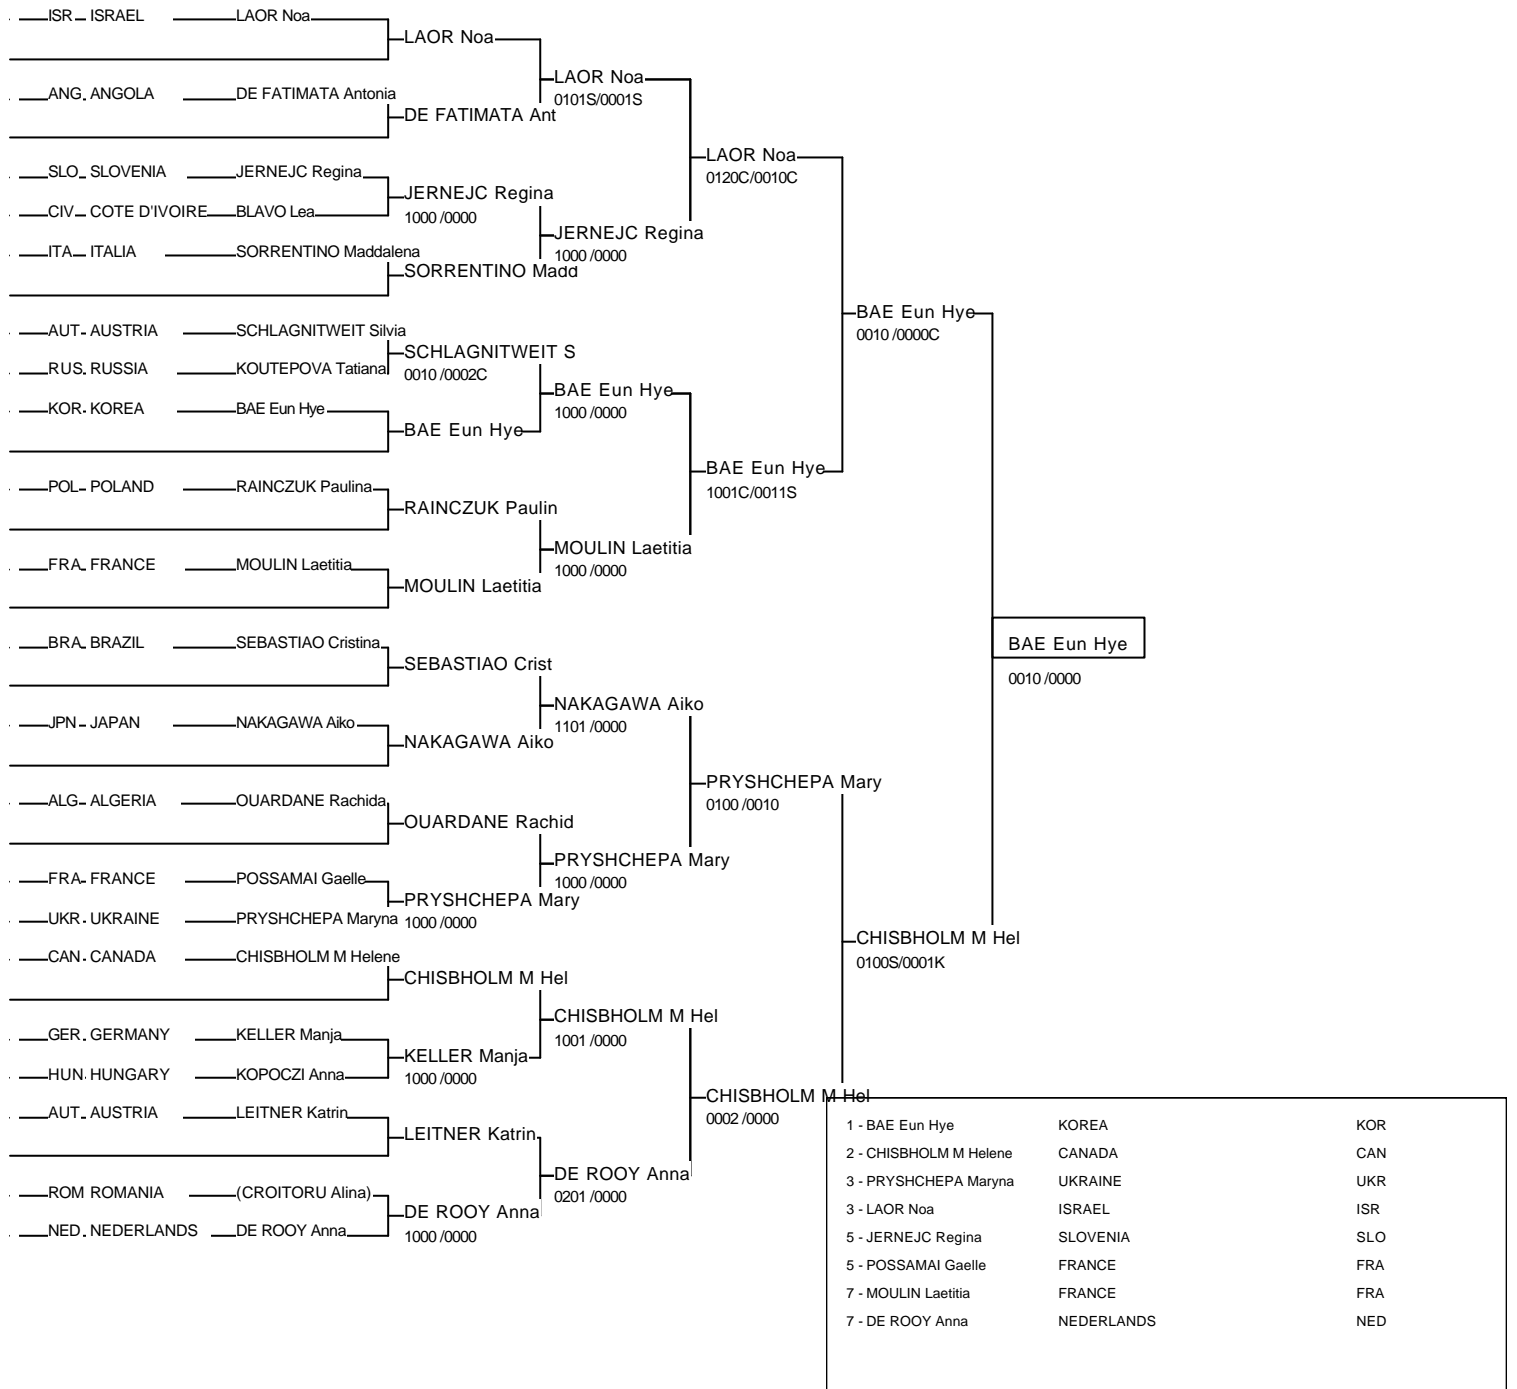 ISR ISRAEL LAOR Noa
LAOR Noa
LAOR Noa
0101S/0001S
ANG. ANGOLA DE FATIMATA Antonia
DE FATIMATA Ant
LAOR Noa
0120C/0010C
SLO SLOVENIA JERNEJC Regina
JERNEJC Regina
1000 /0000
CIV COTE D'IVOIRE BLAVO Lea
JERNEJC Regina
1000 /0000
ITA ITALIA SORRENTINO Maddalena
SORRENTINO Madd
BAE Eun Hye
0010 /0000C
AUT AUSTRIA SCHLAGNITWEIT Silvia
SCHLAGNITWEIT S
0010 /0002C
RUS. RUSSIA KOUTEPOVA Tatiana
BAE Eun Hye
1000 /0000
KOR. KOREA BAE Eun Hye
BAE Eun Hye
BAE Eun Hye
1001C/0011S
POL POLAND RAINCZUK Paulina
RAINCZUK Paulin
MOULIN Laetitia
1000 /0000
FRA FRANCE MOULIN Laetitia
MOULIN Laetitia
BAE Eun Hye
0010 /0000
BRA BRAZIL SEBASTIAO Cristina
SEBASTIAO Crist
NAKAGAWA Aiko
1101 /0000
JPN JAPAN NAKAGAWA Aiko
NAKAGAWA Aiko
PRYSHCHEPA Mary
0100 /0010
ALG ALGERIA OUARDANE Rachida
OUARDANE Rachid
PRYSHCHEPA Mary
1000 /0000
FRA FRANCE POSSAMAI Gaelle
PRYSHCHEPA Mary
1000 /0000
UKR UKRAINE PRYSHCHEPA Maryna
CHISBHOLM M Hel
0100S/0001K
CAN CANADA CHISBHOLM M Helene
CHISBHOLM M Hel
CHISBHOLM M Hel
1001 /0000
GER. GERMANY KELLER Manja
KELLER Manja
1000 /0000
HUN HUNGARY KOPOCZI Anna
CHISBHOLM M Hel
0002 /0000
AUT AUSTRIA LEITNER Katrin
LEITNER Katrin
DE ROOY Anna
0201 /0000
ROM ROMANIA (CROITORU Alina)
DE ROOY Anna
1000 /0000
NED. NEDERLANDS DE ROOY Anna
1 - BAE Eun Hye KOREA KOR
2 - CHISBHOLM M Helene CANADA CAN
3 - PRYSHCHEPA Maryna UKRAINE UKR
3 - LAOR Noa ISRAEL ISR
5 - JERNEJC Regina SLOVENIA SLO
5 - POSSAMAI Gaelle FRANCE FRA
7 - MOULIN Laetitia FRANCE FRA
7 - DE ROOY Anna NEDERLANDS NED